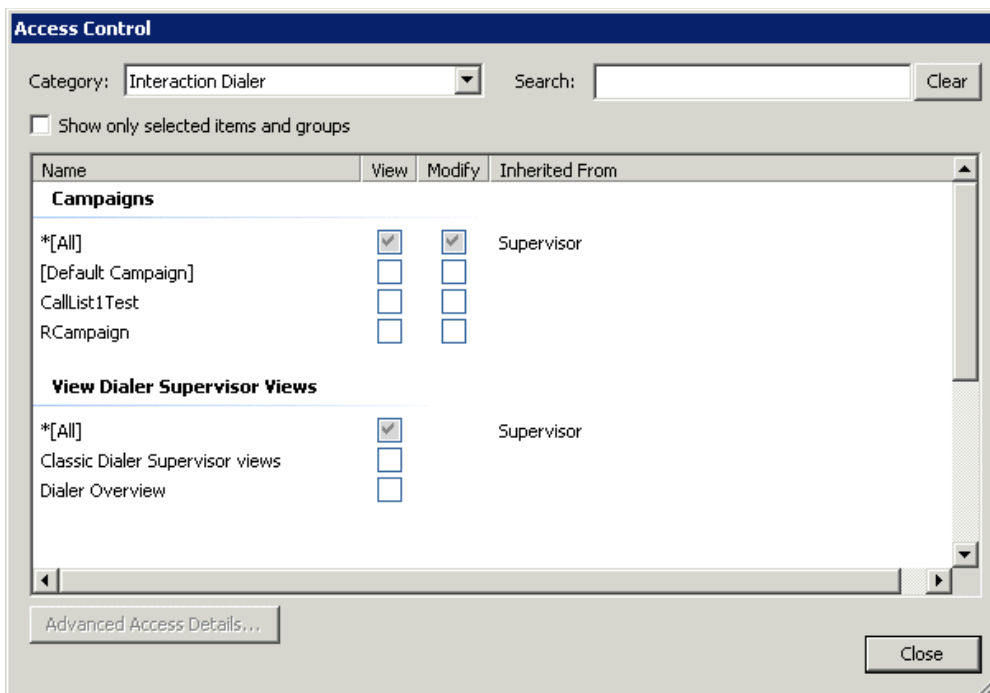 Access Control
Category: Interaction Dialer Search: Clear
Show only selected items and groups
Name View Modify Inherited From
Campaigns
*[All] Supervisor
[Default Campaign]
CallList1Test
RCampaign
View Dialer Supervisor Views
*[All] Supervisor
Classic Dialer Supervisor views
Dialer Overview
Advanced Access Details...
Close